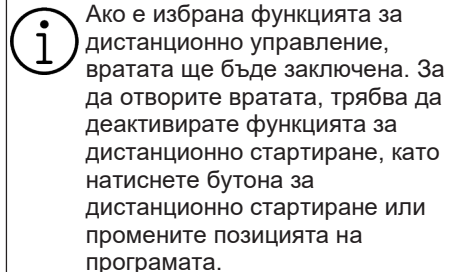 Ако е избрана функцията за
дистанционно управление,
вратата ще бъде заключена. За
да отворите вратата, трябва да
деактивирате функцията за
дистанционно стартиране, като
натиснете бутона за
дистанционно стартиране или
промените позицията на
програмата.